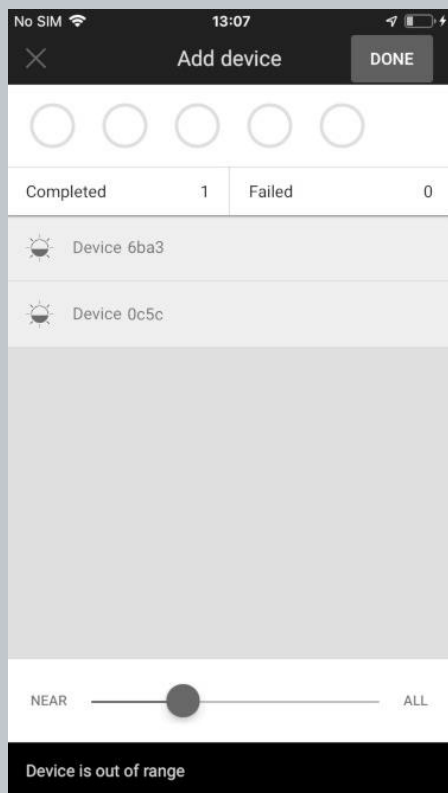 No SIM 13:07
Add device DONE
Completed 1 Failed 0
Device 6ba3
Device 0c5c
NEAR ALL
Device is out of range